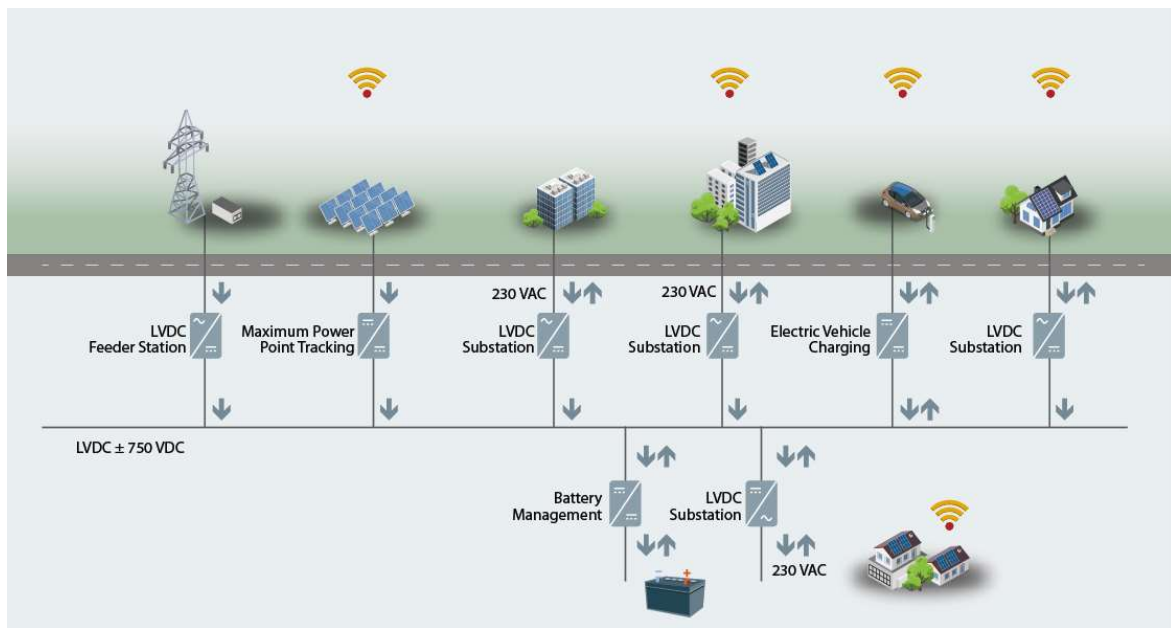 230 VAC
230 VAC
LVDC
Feeder Station
Maximum Power
Point Tracking
LVDC
Substation
LVDC
Substation
Electric Vehicle
Charging
LVDC
Substation
LVDC ± 750 VDC
Battery
Management
LVDC
Substation
230 VAC